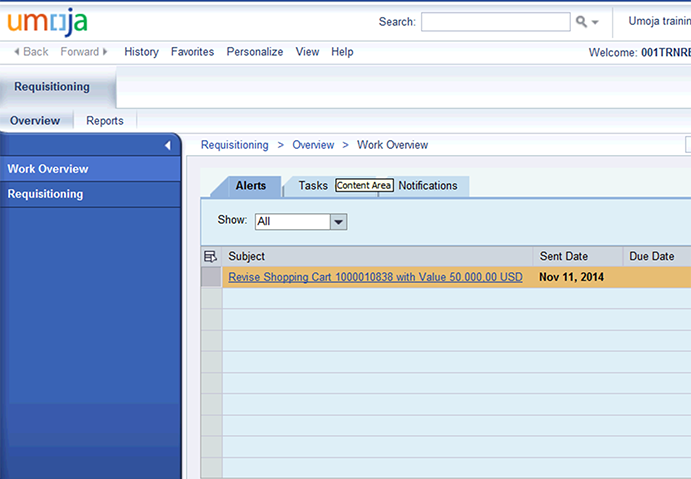 umoja
Search:
Umoja trainin
Back Forward History Favorites Personalize View Help
Welcome: 001TRNRE
Requisitioning
Overview Reports
Work Overview
Requisitioning
Requisitioning > Overview > Work Overview
Alerts Tasks Content Area Notifications
Show: All
Subject Sent Date Due Date
Revise Shopping Cart 1000010838 with Value 50.000.00 USD Nov 11, 2014